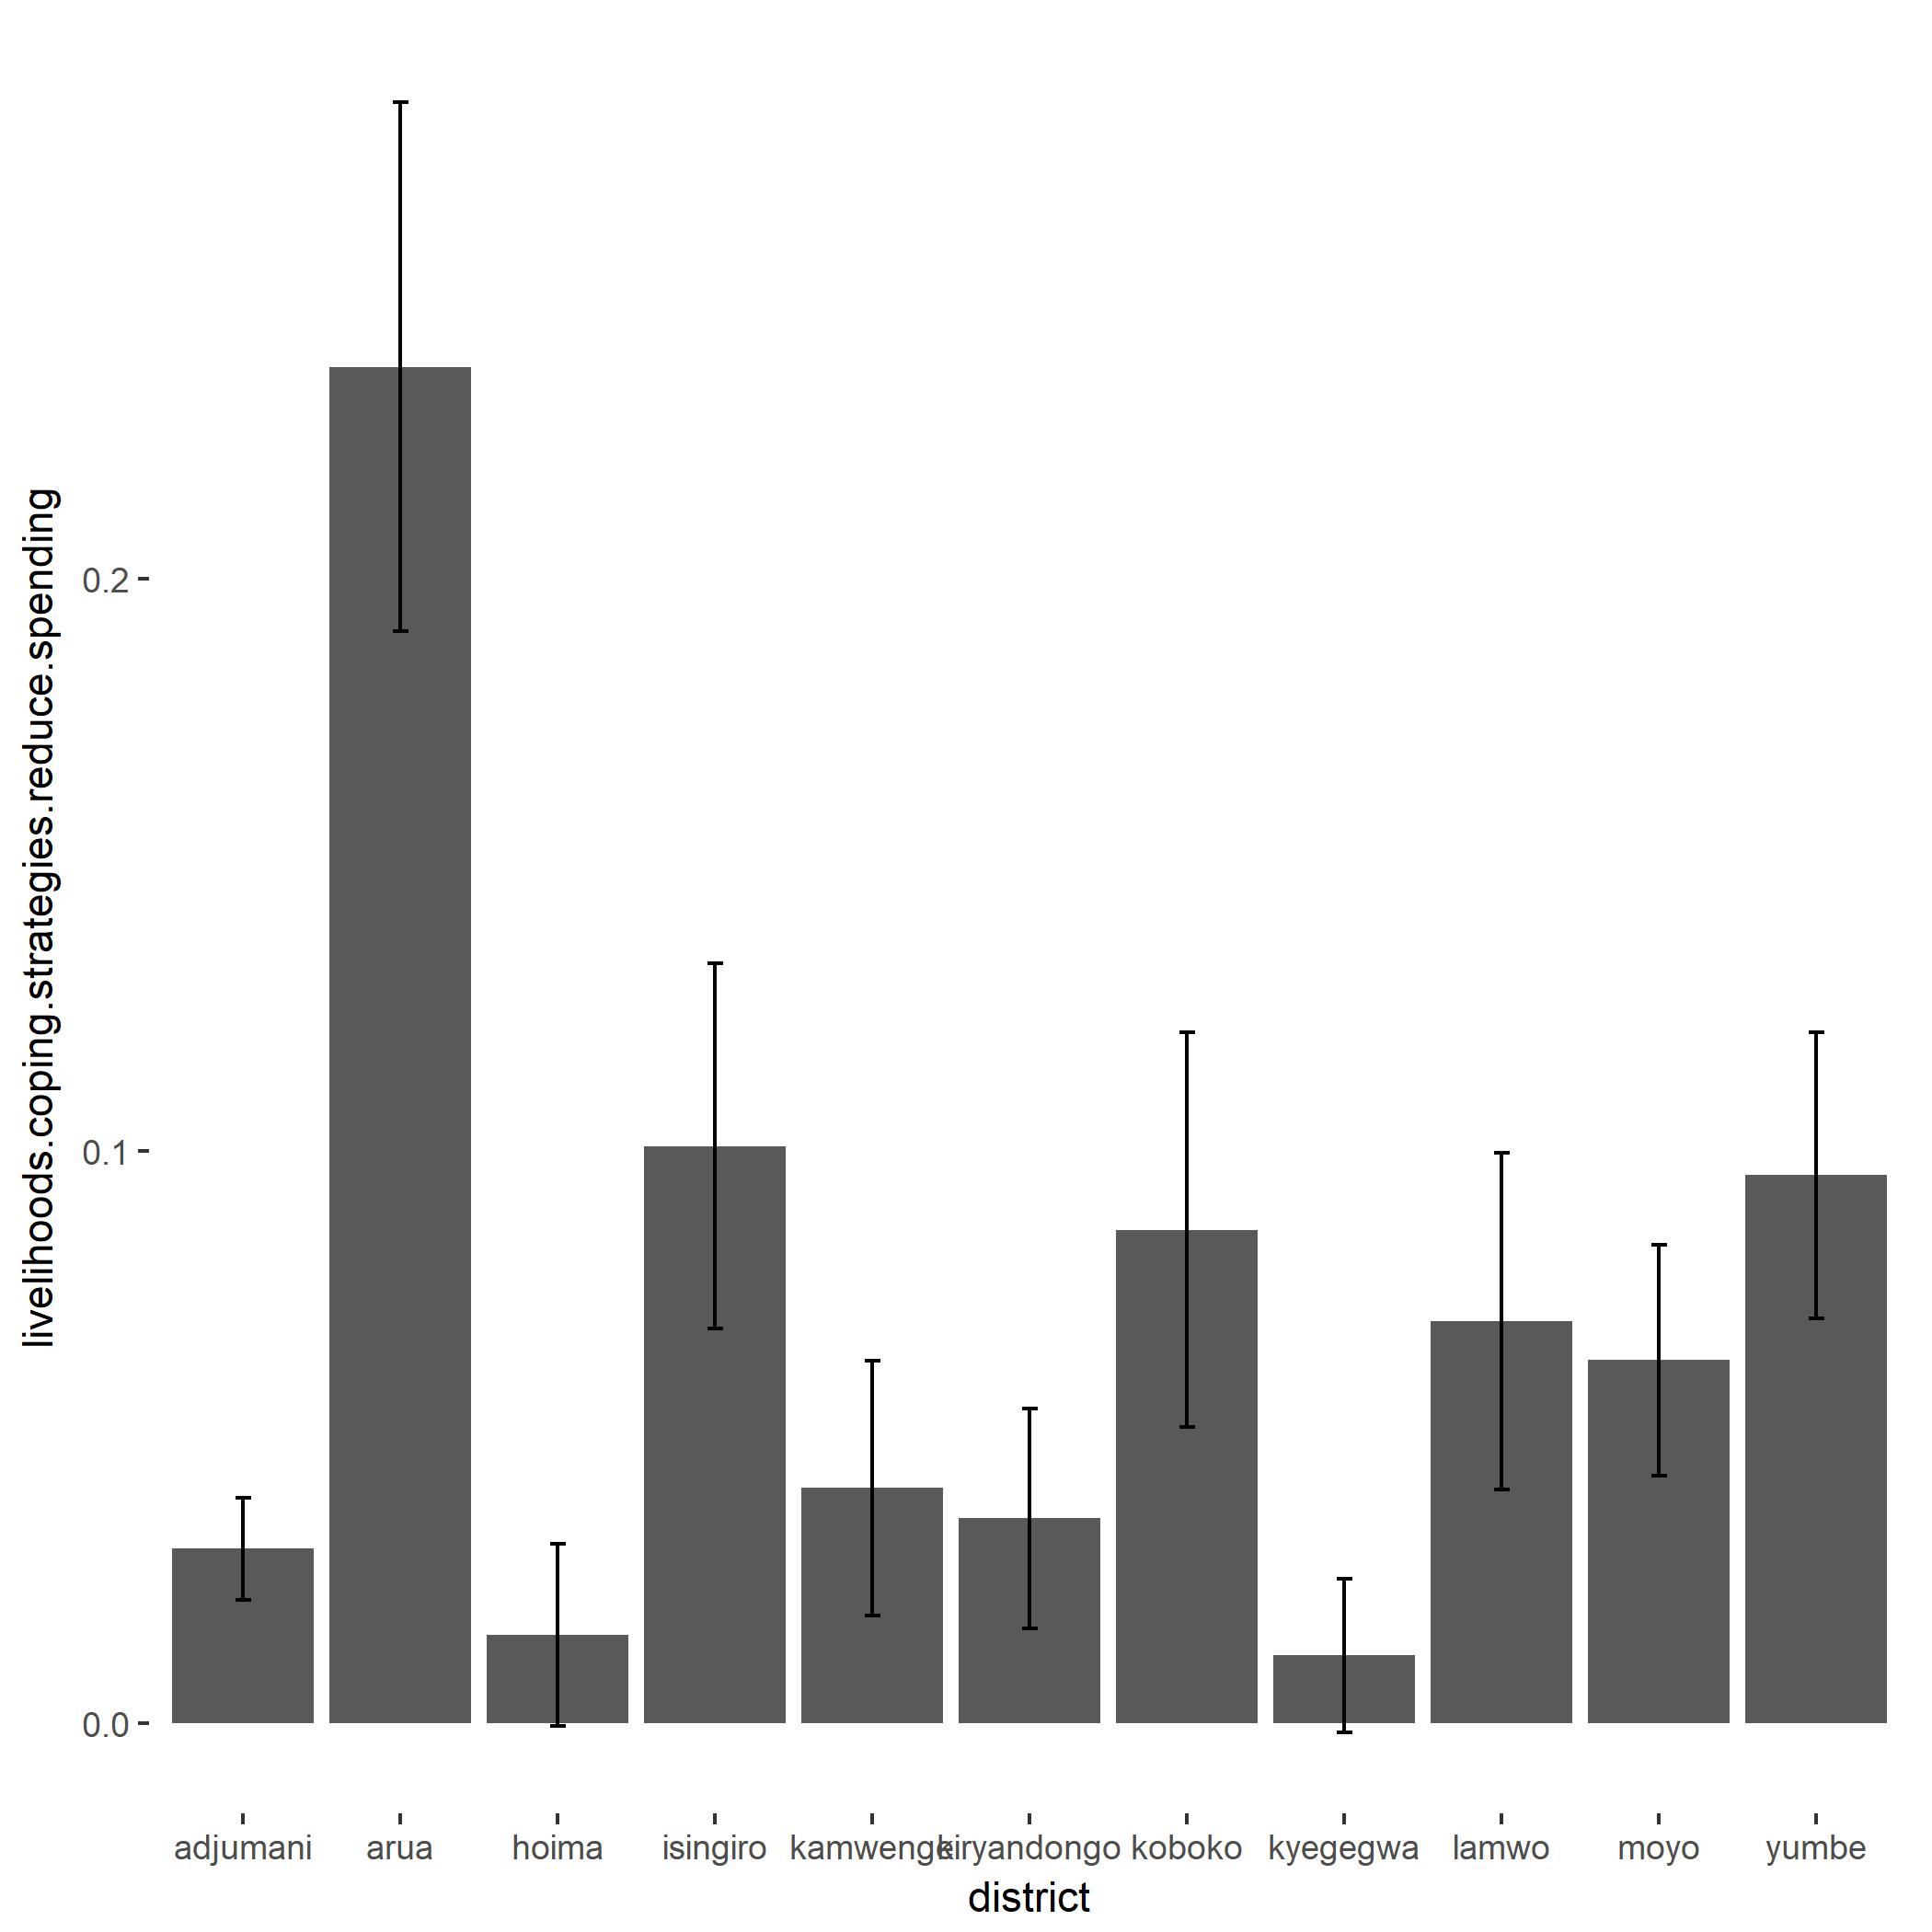 livelihoods.coping.strategies.reduce.spending
0.2
0.1
0.0
adjumani arua hoima isingiro kamwenge kiryandongo koboko kyegegwa lamwo moyo yumbe
district